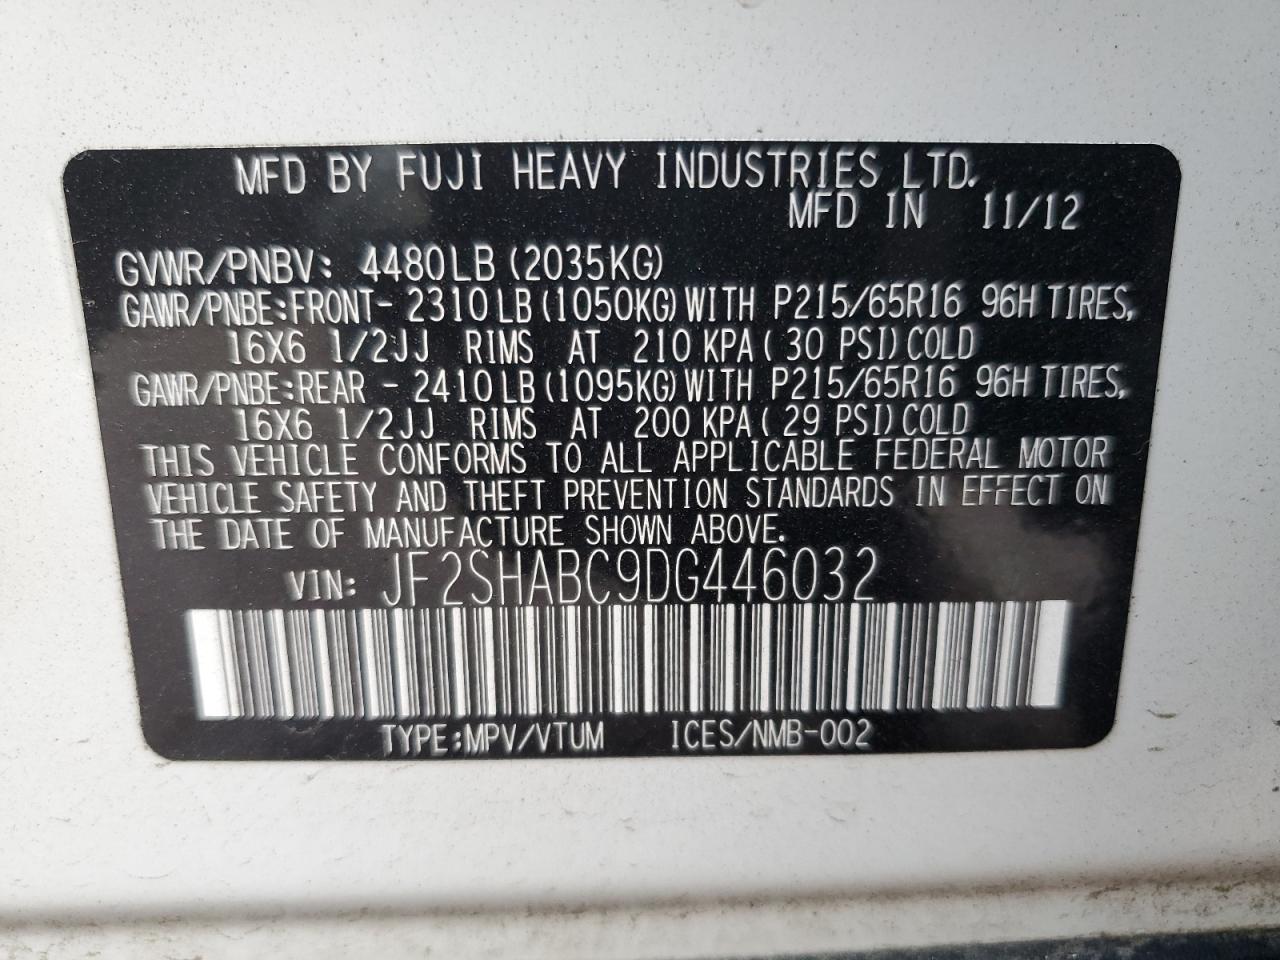 MFD BY FUJI HEAVY INDUSTRIES LTD.
MFD IN 11/12
GVWR/PNBV: 4480LB (2035KG)
GAWR/PNBE:FRONT- 2310LB(1050KG)WITH P215/65R16 96H TIRES,
16X6 1/2JJ RIMS AT 210 KPA(30 PSI)COLD
GAWR/PNBE:REAR - 2410LB(1095KG)WITH P215/65R16 96H TIRES,
16X6 1/2JJ RIMS AT 200 KPA(29 PSI)COLD
THIS VEHICLE CONFORMS TO ALL APPLICABLE FEDERAL MOTOR
VEHICLE SAFETY AND THEFT PREVENTION STANDARDS IN EFFECT ON
THE DATE OF MANUFACTURE SHOWN ABOVE.
VIN: JF2SHABC9DG446032
TYPE:MPV/VTUM ICES/NMB-002